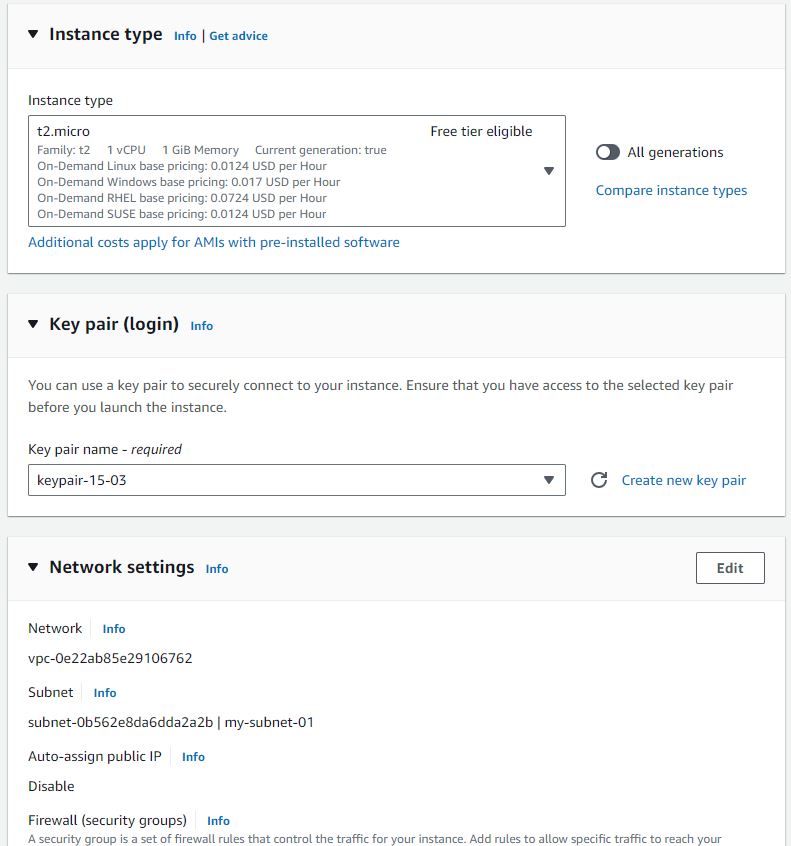 Instance type Info | Get advice
Instance type
t2.micro Free tier eligible
Family: t2 1 vCPU 1 GiB Memory Current generation: true
On-Demand Linux base pricing: 0.0124 USD per Hour
On-Demand Windows base pricing: 0.017 USD per Hour
On-Demand RHEL base pricing: 0.0724 USD per Hour
On-Demand SUSE base pricing: 0.0124 USD per Hour
All generations
Compare instance types
Additional costs apply for AMIs with pre-installed software
Key pair (login) Info
You can use a key pair to securely connect to your instance. Ensure that you have access to the selected key pair
before you launch the instance.
Key pair name - required
keypair-15-03
Create new key pair
Network settings Info
Edit
Network Info
vpc-0e22ab85e29106762
Subnet Info
subnet-0b562e8da6dda2a2b | my-subnet-01
Auto-assign public IP Info
Disable
Firewall (security groups) Info
A security group is a set of firewall rules that control the traffic for your instance. Add rules to allow specific traffic to reach your